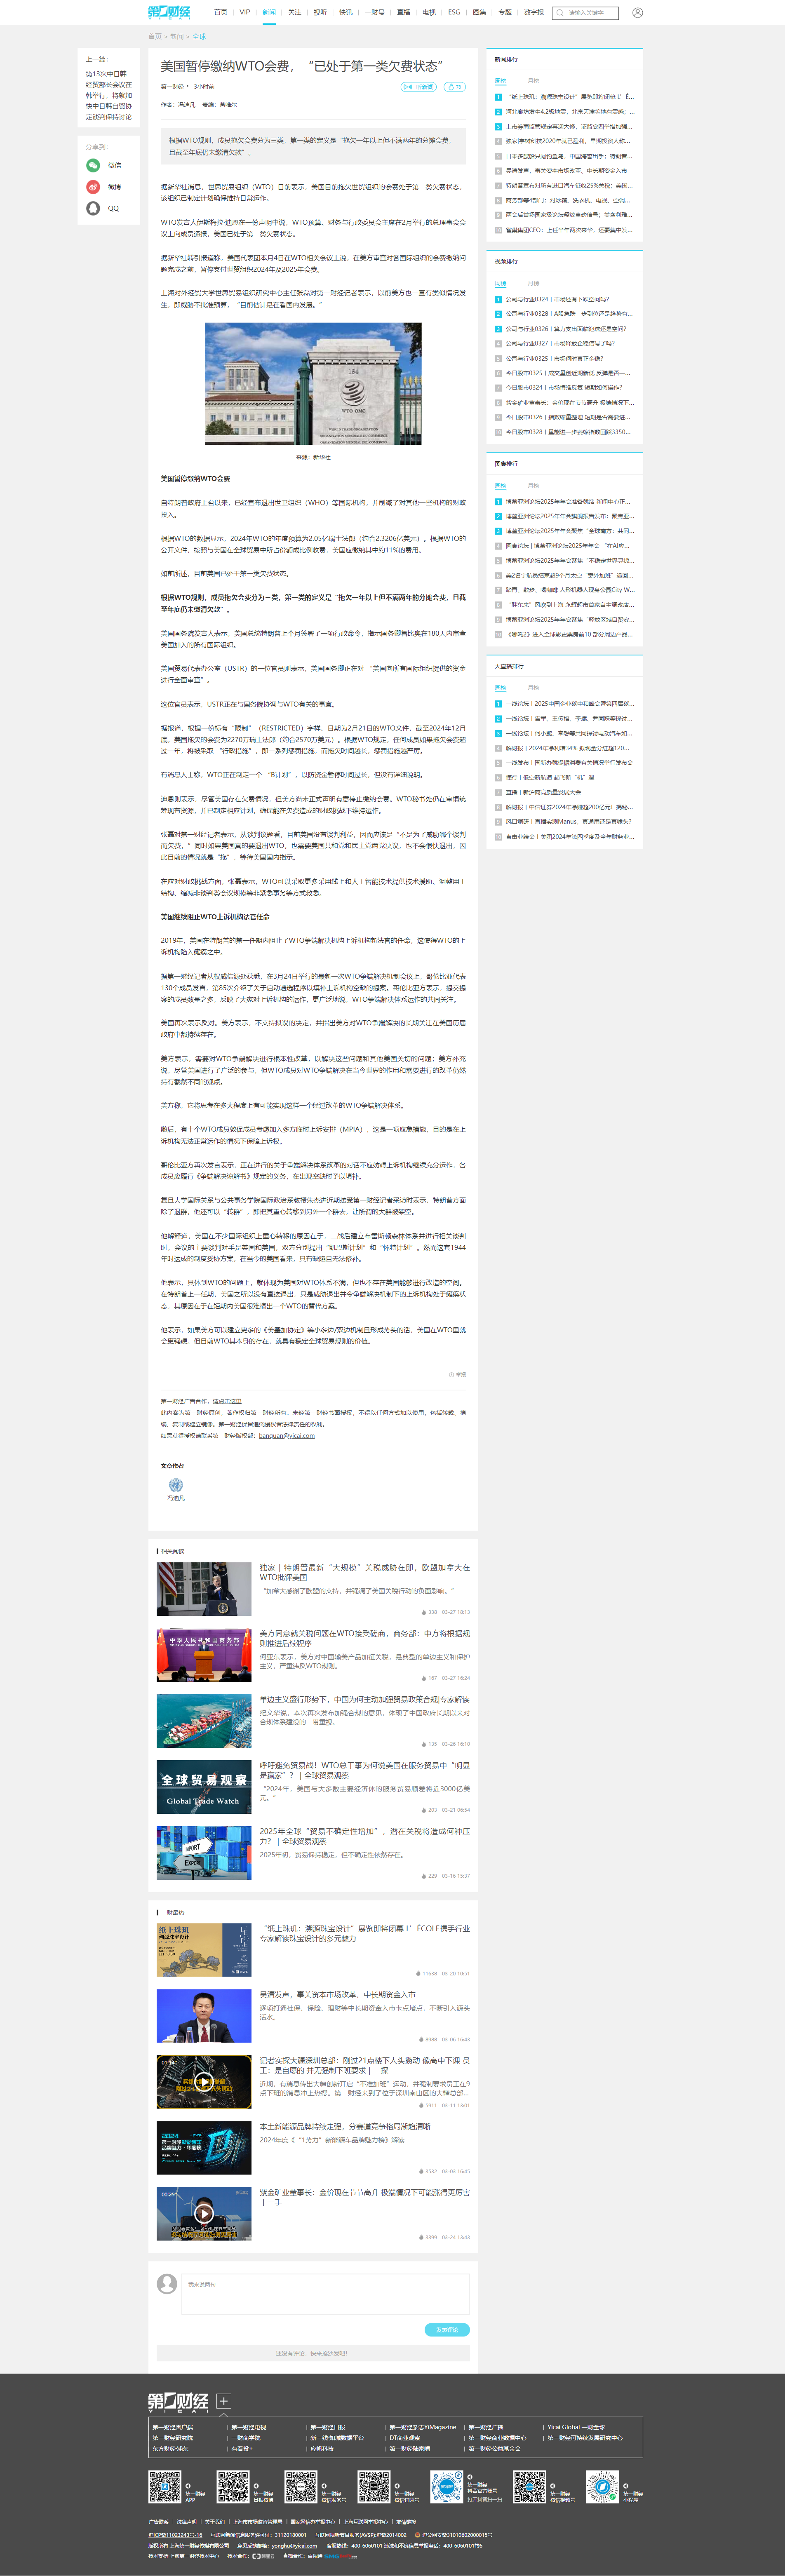 第一财经
YICAI
首页 | VIP | 新闻 | 关注 | 视听 | 快讯 | 一财号 | 直播 | 电视 | ESG | 图集 | 专题 | 数字报
请输入关键字
首页 > 新闻 > 全球
上一篇：
第13次中日韩
经贸部长会议在
韩举行，将就加
快中日韩自贸协
定谈判保持讨论
分享到：
微信
微博
QQ
美国暂停缴纳WTO会费，“已处于第一类欠费状态”
第一财经 · 3小时前
听新闻
作者：冯迪凡 责编：
根据WTO规则，成员拖欠会费分为三类，第一类的定义是“拖欠一年以上但不满两年的分摊会费，
且截至年底仍未缴清欠款”。
据新华社消息，世界贸易组织（WTO）日前表示，美国目前拖欠世贸组织的会费处于第一类欠费状态，
该组织已制定计划确保维持日常运作。
WTO发言人伊斯梅拉·迪恩在一份声明中说，WTO预算、财务与行政委员会主席在2月举行的总理事会会
议上向成员通报，美国已处于第一类欠费状态。
据新华社转引报道称，美国代表团本月4日在WTO相关会议上说，在美方审查对各国际组织的会费缴纳问
题完成之前，暂停支付世贸组织2024年及2025年会费。
上海对外经贸大学世界贸易组织研究中心主任张磊对第一财经记者表示，以前美方也一直有类似情况发
生，即威胁不批准预算，“目前估计是在看国内发展。”
WTO OMC
来源：新华社
美国暂停缴纳WTO会费
自特朗普政府上台以来，已经宣布退出世卫组织（WHO）等国际机构，并削减了对其他一些机构的财政
投入。
根据WTO的数据显示，2024年WTO的年度预算为2.05亿瑞士法郎（约合2.3206亿美元）。根据WTO的
公开文件，按照与美国在全球贸易中所占份额成比例收费，美国应缴纳其中约11%的费用。
如前所述，目前美国已处于第一类欠费状态。
根据WTO规则，成员拖欠会费分为三类，第一类的定义是“拖欠一年以上但不满两年的分摊会费，且截
至年底仍未缴清欠款”。
美国国务院发言人表示，美国总统特朗普上个月签署了一项行政命令，指示国务卿鲁比奥在180天内审查
美国加入的所有国际组织。
美国贸易代表办公室（USTR）的一位官员则表示，美国国务卿正在对“美国向所有国际组织提供的资金
进行全面审查”。
这位官员表示，USTR正在与国务院协调与WTO有关的事宜。
据报道，根据一份标有“限制”（RESTRICTED）字样，日期为2月21日的WTO文件，截至2024年12月
底，美国拖欠的会费为2270万瑞士法郎（约合2570万美元）。根据WTO规定，任何成员如果拖欠会费超
过一年，将被采取“行政措施”，即一系列惩罚措施，而拖欠时间越长，惩罚措施越严厉。
有消息人士称，WTO正在制定一个“B计划”，以防资金暂停时间过长，但没有详细说明。
迪恩则表示，尽管美国存在欠费情况，但美方尚未正式声明有意停止缴纳会费。WTO秘书处仍在审慎统
筹现有资源，并已制定相应计划，确保能在欠费造成的财政挑战下维持运作。
张磊对第一财经记者表示，从谈判议题看，目前美国没有谈判利益，因而应该是“不是为了威胁哪个谈判
而欠费，”同时如果美国真的要退出WTO，也需要美国共和党和民主党两党决议，也不会很快退出，因
此目前的情况就是“拖”，等待美国国内指示。
在应对财政挑战方面，张磊表示，WTO可以采取更多采用线上和人工智能技术提供技术援助，调整用工
结构，缩减非谈判类会议规模等非紧急事务等方式救急。
美国继续阻止WTO上诉机构法官任命
2019年，美国在特朗普的第一任期内阻止了WTO争端解决机构上诉机构新法官的任命，这使得WTO的上
诉机构陷入瘫痪之中。
据第一财经记者从权威信源处获悉，在3月24日举行的最新一次WTO争端解决机制会议上，哥伦比亚代表
130个成员发言，第85次介绍了关于启动遴选程序以填补上诉机构空缺的提案。哥伦比亚方表示，提交提
案的成员数量之多，反映了大家对上诉机构的运作，更广泛地说，WTO争端解决体系运作的共同关注。
美国再次表示反对。美方表示，不支持拟议的决定，并指出美方对WTO争端解决的长期关注在美国历届
政府中都持续存在。
美方表示，需要对WTO争端解决进行根本性改革，以解决这些问题和其他美国关切的问题；美方补充
说，尽管美国进行了广泛的参与，但WTO成员对WTO争端解决在当今世界的作用和需要进行的改革仍然
持有截然不同的观点。
美方称，它将思考在多大程度上有可能实现这样一个经过改革的WTO争端解决体系。
随后，有十个WTO成员敦促成员考虑加入多方临时上诉安排（MPIA），这是一项应急措施，目的是在上
诉机构无法正常运作的情况下保障上诉权。
哥伦比亚方再次发言表示，正在进行的关于争端解决体系改革的对话不应妨碍上诉机构继续充分运作，各
成员应履行《争端解决谅解书》规定的义务，在出现空缺时予以填补。
复旦大学国际关系与公共事务学院国际政治系教授朱杰进近期接受第一财经记者采访时表示，特朗普方面
除了退群，他还可以“转群”，即把其重心转移到另外一个群去，让所谓的大群被架空。
他解释道，美国在不少国际组织上重心转移的原因在于，二战后建立布雷顿森林体系并进行相关谈判
时，会议的主要谈判对手是英国和美国，双方分别提出“凯恩斯计划”和“怀特计划”。然而这套1944
年时达成的制度妥协方案，在当今的美国看来，具有缺陷且无法修补。
他表示，具体到WTO的问题上，就体现为美国对WTO体系不满，但也不存在美国能够进行改造的空间。
在特朗普上一任期，美国之所以没有直接退出，只是威胁退出并令争端解决机制下的上诉机构处于瘫痪状
态，其原因在于在短期内美国很难搞出一个WTO的替代方案。
他表示，如果美方可以建立更多的《美墨加协定》等小多边/双边机制且形成势头的话，美国在WTO里就
会更强硬。但目前WTO其本身的存在，就具有稳定全球贸易规则的价值。
举报
第一财经广告合作，请点击这里
此内容为第一财经原创，著作权归第一财经所有。未经第一财经书面授权，不得以任何方式加以使用，包括转载、摘
编、复制或建立镜像。第一财经保留追究侵权者法律责任的权利。
如需获得授权请联系第一财经版权部：banquan@yicai.com
文章作者
冯迪凡
相关阅读
独家｜特朗普最新“大规模”关税威胁在即，欧盟加拿大在
WTO批评美国
“加拿大感谢了欧盟的支持，并强调了美国关税行动的负面影响。”
338 03-27 18:13
美方同意就关税问题在WTO接受磋商，商务部：中方将根据规
则推进后续程序
何亚东表示，美方对中国输美产品加征关税，是典型的单边主义和保护
主义，严重违反WTO规则。
167 03-27 16:24
单边主义盛行形势下，中国为何主动加强贸易政策合规|专家解读
纪文华说，本次再次发布加强合规的意见，体现了中国政府长期以来对
合规体系建设的一贯重视。
135 03-26 16:10
全球贸易观察
Global Trade Watch
呼吁避免贸易战！WTO总干事为何说美国在服务贸易中“明显
是赢家”？｜全球贸易观察
“2024年，美国与大多数主要经济体的服务贸易顺差将近3000亿美
元。”
203 03-21 06:54
IMPORT
EXPORT
2025年全球“贸易不确定性增加”，潜在关税将造成何种压
力？｜全球贸易观察
2025年初，贸易保持稳定，但不确定性依然存在。
229 03-16 15:37
一财最热
纸上珠玑
“纸上珠玑：溯源珠宝设计”展览即将闭幕 L’ÉCOLE携手行业
专家解读珠宝设计的多元魅力
11638 03-20 10:51
吴清发声，事关资本市场改革、中长期资金入市
逐项打通社保、保险、理财等中长期资金入市卡点堵点，不断引入源头
活水。
8988 03-06 16:43
记者实探大疆深圳总部：刚过21点楼下人头攒动 像高中下课 员
工：是自愿的 并无强制下班要求｜一探
近期，有消息传出大疆创新开启“不准加班”运动，并强制要求员工在9
点下班的消息冲上热搜。第一财经来到了位于深圳南山区的大疆总部...
5911 03-11 13:01
本土新能源品牌持续走强，分赛道竞争格局渐趋清晰
2024年度《“1势力”新能源车品牌魅力榜》解读
3532 03-03 16:45
00:29
紫金矿业董事长：金价现在节节高升 极端情况下可能涨得更厉害
｜一手
3399 03-24 13:43
我来说两句
发表评论
还没有评论，快来抢沙发吧！
新闻排行
周榜 月榜
1 “纸上珠玑：溯源珠宝设计”展览即将闭幕 L’É...
2 河北廊坊发生4.2级地震，北京天津等地有震感；...
3 上市券商监管规定再迎大修，证监会四举措加强...
4 独家|宇树科技2020年就已盈利，早期投资人称...
5 日本多艘船只闯钓鱼岛，中国海警出手；特朗普...
6 吴清发声，事关资本市场改革、中长期资金入市
7 特朗普宣布对所有进口汽车征收25%关税；美国...
8 商务部等4部门：对冰箱、洗衣机、电视、空调...
9 两会后首场国家级论坛释放重磅信号；美乌利雅...
10 雀巢集团CEO：上任半年两次来华，还要集中发...
视频排行
周榜 月榜
1 公司与行业0324丨市场还有下跌空间吗？
2 公司与行业0328丨A股急跌一步到位还是趋势有...
3 公司与行业0326丨算力支出面临泡沫还是空间？
4 公司与行业0327丨市场释放企稳信号了吗？
5 公司与行业0325丨市场何时真正企稳？
6 今日股市0325丨成交量创近期新低 反弹是否一...
7 今日股市0324丨市场情绪反复 短期如何操作？
8 紫金矿业董事长：金价现在节节高升 极端情况下...
9 今日股市0326丨指数缩量整理 短期是否需要进...
10 今日股市0328丨量能进一步萎缩指数回踩3350...
图集排行
周榜 月榜
1 博鳌亚洲论坛2025年年会准备就绪 新闻中心正...
2 博鳌亚洲论坛2025年年会旗舰报告发布：聚焦亚...
3 博鳌亚洲论坛2025年年会聚焦“全球南方：共同...
4 圆桌论坛｜博鳌亚洲论坛2025年年会 “在AI应...
5 博鳌亚洲论坛2025年年会聚焦“不稳定世界寻找...
6 美2名宇航员结束超9个月太空“意外加班”返回...
7 踹秀、散步、嘴咖啡 人形机器人现身公园City W...
8 “胖东来”风吹到上海 永辉超市首家自主调改店...
9 博鳌亚洲论坛2025年年会聚焦“释放区域自贸安...
10 《哪吒2》进入全球影史票房前10 部分周边产品...
大直播排行
周榜 月榜
1 一线论坛丨2025中国企业碳中和峰会暨第四届碳...
2 一线论坛丨雷军、王传福、李斌、尹同跃等探讨...
3 一线论坛丨何小鹏、李想等共同探讨电动汽车如...
4 解财报丨2024年净利增34% 拟现金分红超120...
5 一线发布丨国新办就提振消费有关情况举行发布会
6 懂行丨低空新航道 起飞新“机”遇
7 直播丨新沪商高质量发展大会
8 解财报丨中信证券2024年净赚超200亿元！揭秘...
9 风口调研丨直播实测Manus，真通用还是真噱头？
10 直击业绩会丨美团2024年第四季度及全年财务业...
第一财经
YICAI
第一财经客户端 | 第一财经电视 | 第一财经日报 | 第一财经杂志YiMagazine | 第一财经广播 | Yicai Global 一财全球
第一财经研究院 | 一财商学院 | 新一线·知城数据平台 | DT商业观察 | 第一财经商业数据中心 | 第一财经可持续发展研究中心
东方财经·浦东 | 有看投+ | 应帆科技 | 第一财经陆家嘴 | 第一财经公益基金会
第一财经
APP
第一财经
日报微博
第一财经
微信服务号
第一财经
微信订阅号
第一财经
抖音官方账号
打开抖音扫一扫
第一财经
微信视频号
第一财经
小程序
广告联系 | 法律声明 | 关于我们 | 上海市市场监督管理局 | 国家网信办举报中心 | 上海互联网举报中心 | 友情链接
沪ICP备11023243号-16 互联网新闻信息服务许可证：31120180001 互联网视听节目服务(AVSP):沪备2014002 沪公网安备31010602000015号
版权所有 上海第一财经传媒有限公司 意见反馈邮箱：yonghu@yicai.com 客服热线：400-6060101 违法和不良信息举报电话：400-6060101转6
技术支持 上海第一财经技术中心 技术合作：阿里云 直播合作：百视通